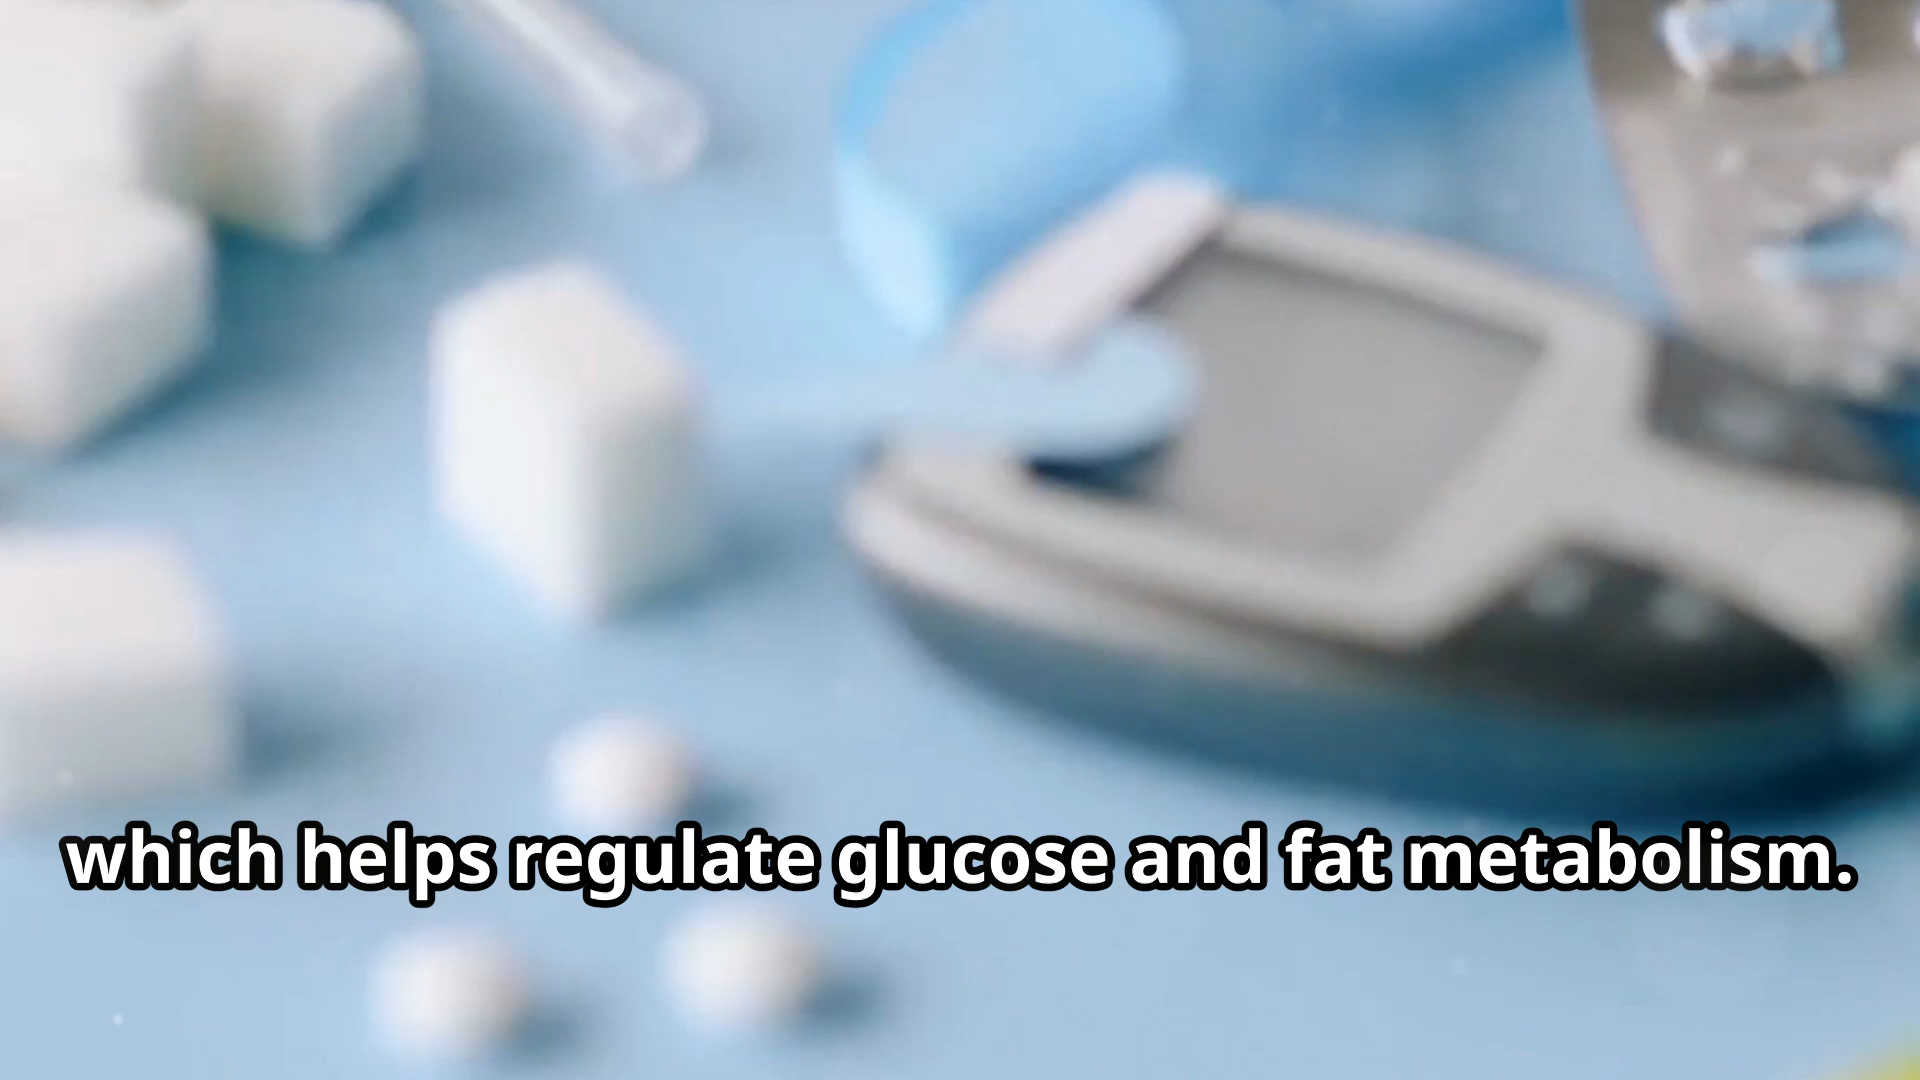 which helps regulate glucose and fat metabolism.